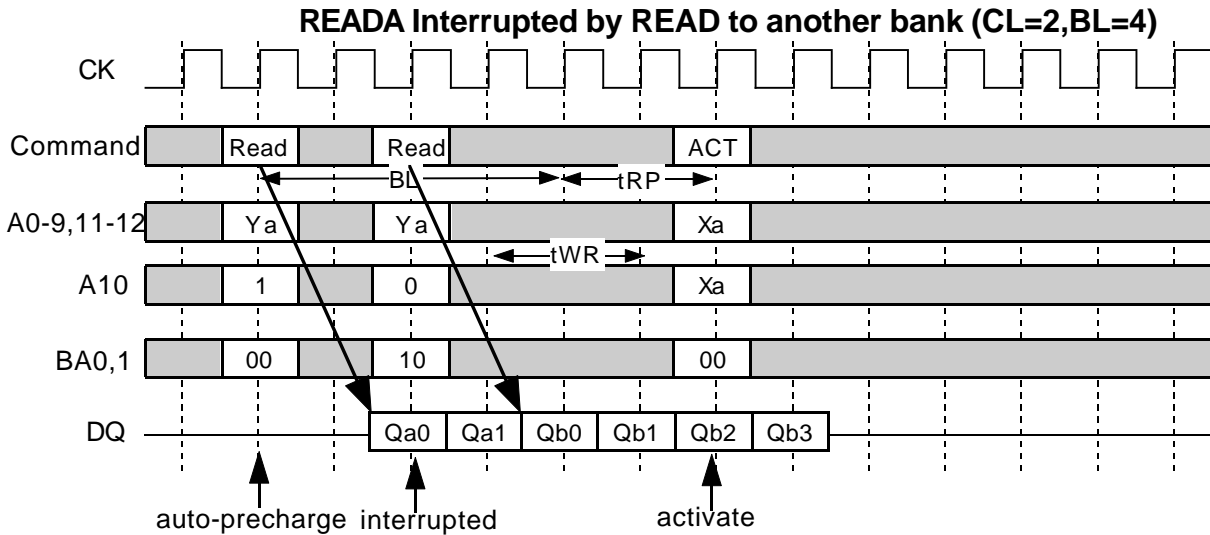 READA Interrupted by READ to another bank (CL=2,BL=4)
CK
Command Read Read ACT
BL tRP
A0-9,11-12 Ya Ya Xa
tWR
A10 1 0 Xa
BA0,1 00 10 00
DQ Qa0 Qa1 Qb0 Qb1 Qb2 Qb3
auto-precharge interrupted activate